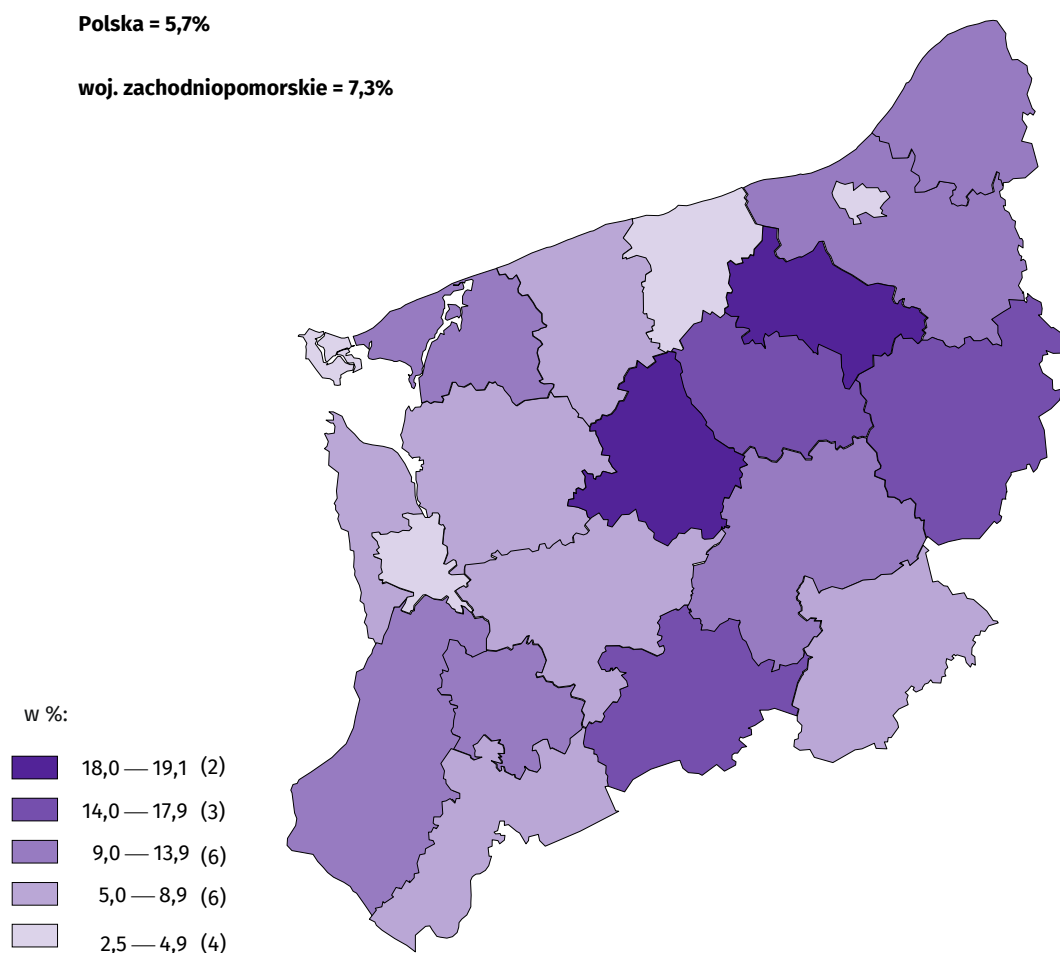 Polska = 5,7%
woj. zachodniopomorskie = 7,3%
w %:
18,0 — 19,1 (2)
14,0 — 17,9 (3)
9,0 — 13,9 (6)
5,0 — 8,9 (6)
2,5 — 4,9 (4)